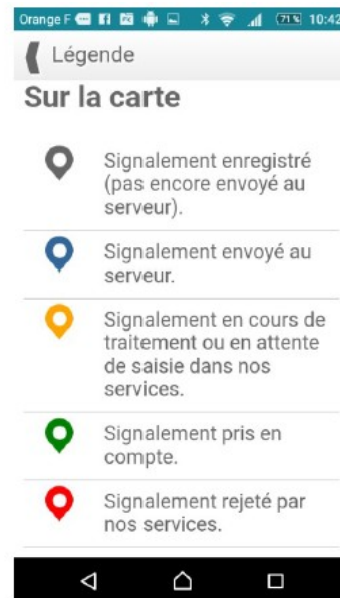 Orange F 71% 10:42
Légende
Sur la carte
Signalement enregistré
(pas encore envoyé au
serveur).
Signalement envoyé au
serveur.
Signalement en cours de
traitement ou en attente
de saisie dans nos
services.
Signalement pris en
compte.
Signalement rejeté par
nos services.